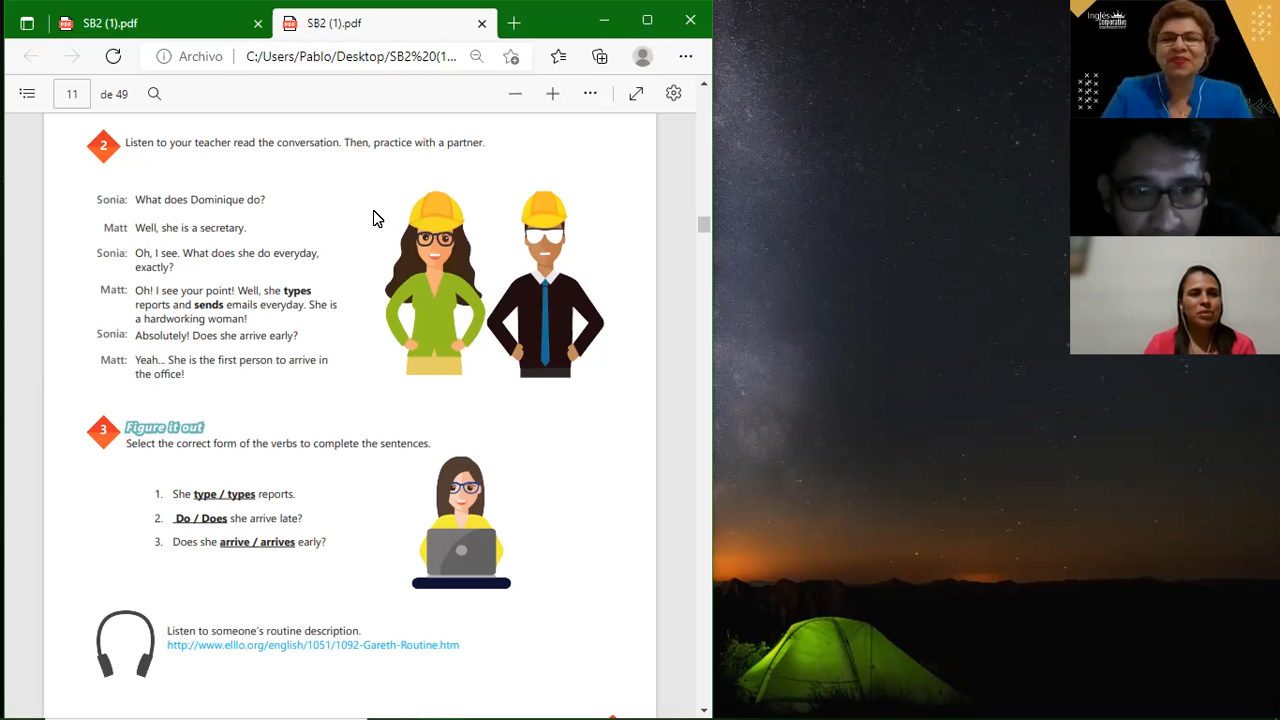 SB2 (1).pdf
SB2 (1).pdf
Archivo
C:/Users/Pablo/Desktop/SB2%20(1...
11 de 49
2 Listen to your teacher read the conversation. Then, practice with a partner.
Sonia: What does Dominique do?
Matt Well, she is a secretary.
Sonia: Oh, I see. What does she do everyday,
exactly?
Matt: Oh! I see your point! Well, she types
reports and sends emails everyday. She is
a hardworking woman!
Sonia: Absolutely! Does she arrive early?
Matt: Yeah... She is the first person to arrive in
the office!
3 Figure it out
Select the correct form of the verbs to complete the sentences.
1. She type / types reports.
2. Do / Does she arrive late?
3. Does she arrive / arrives early?
Listen to someone's routine description.
http://www.elllo.org/english/1051/1092-Gareth-Routine.htm
Inglés
Corporativo